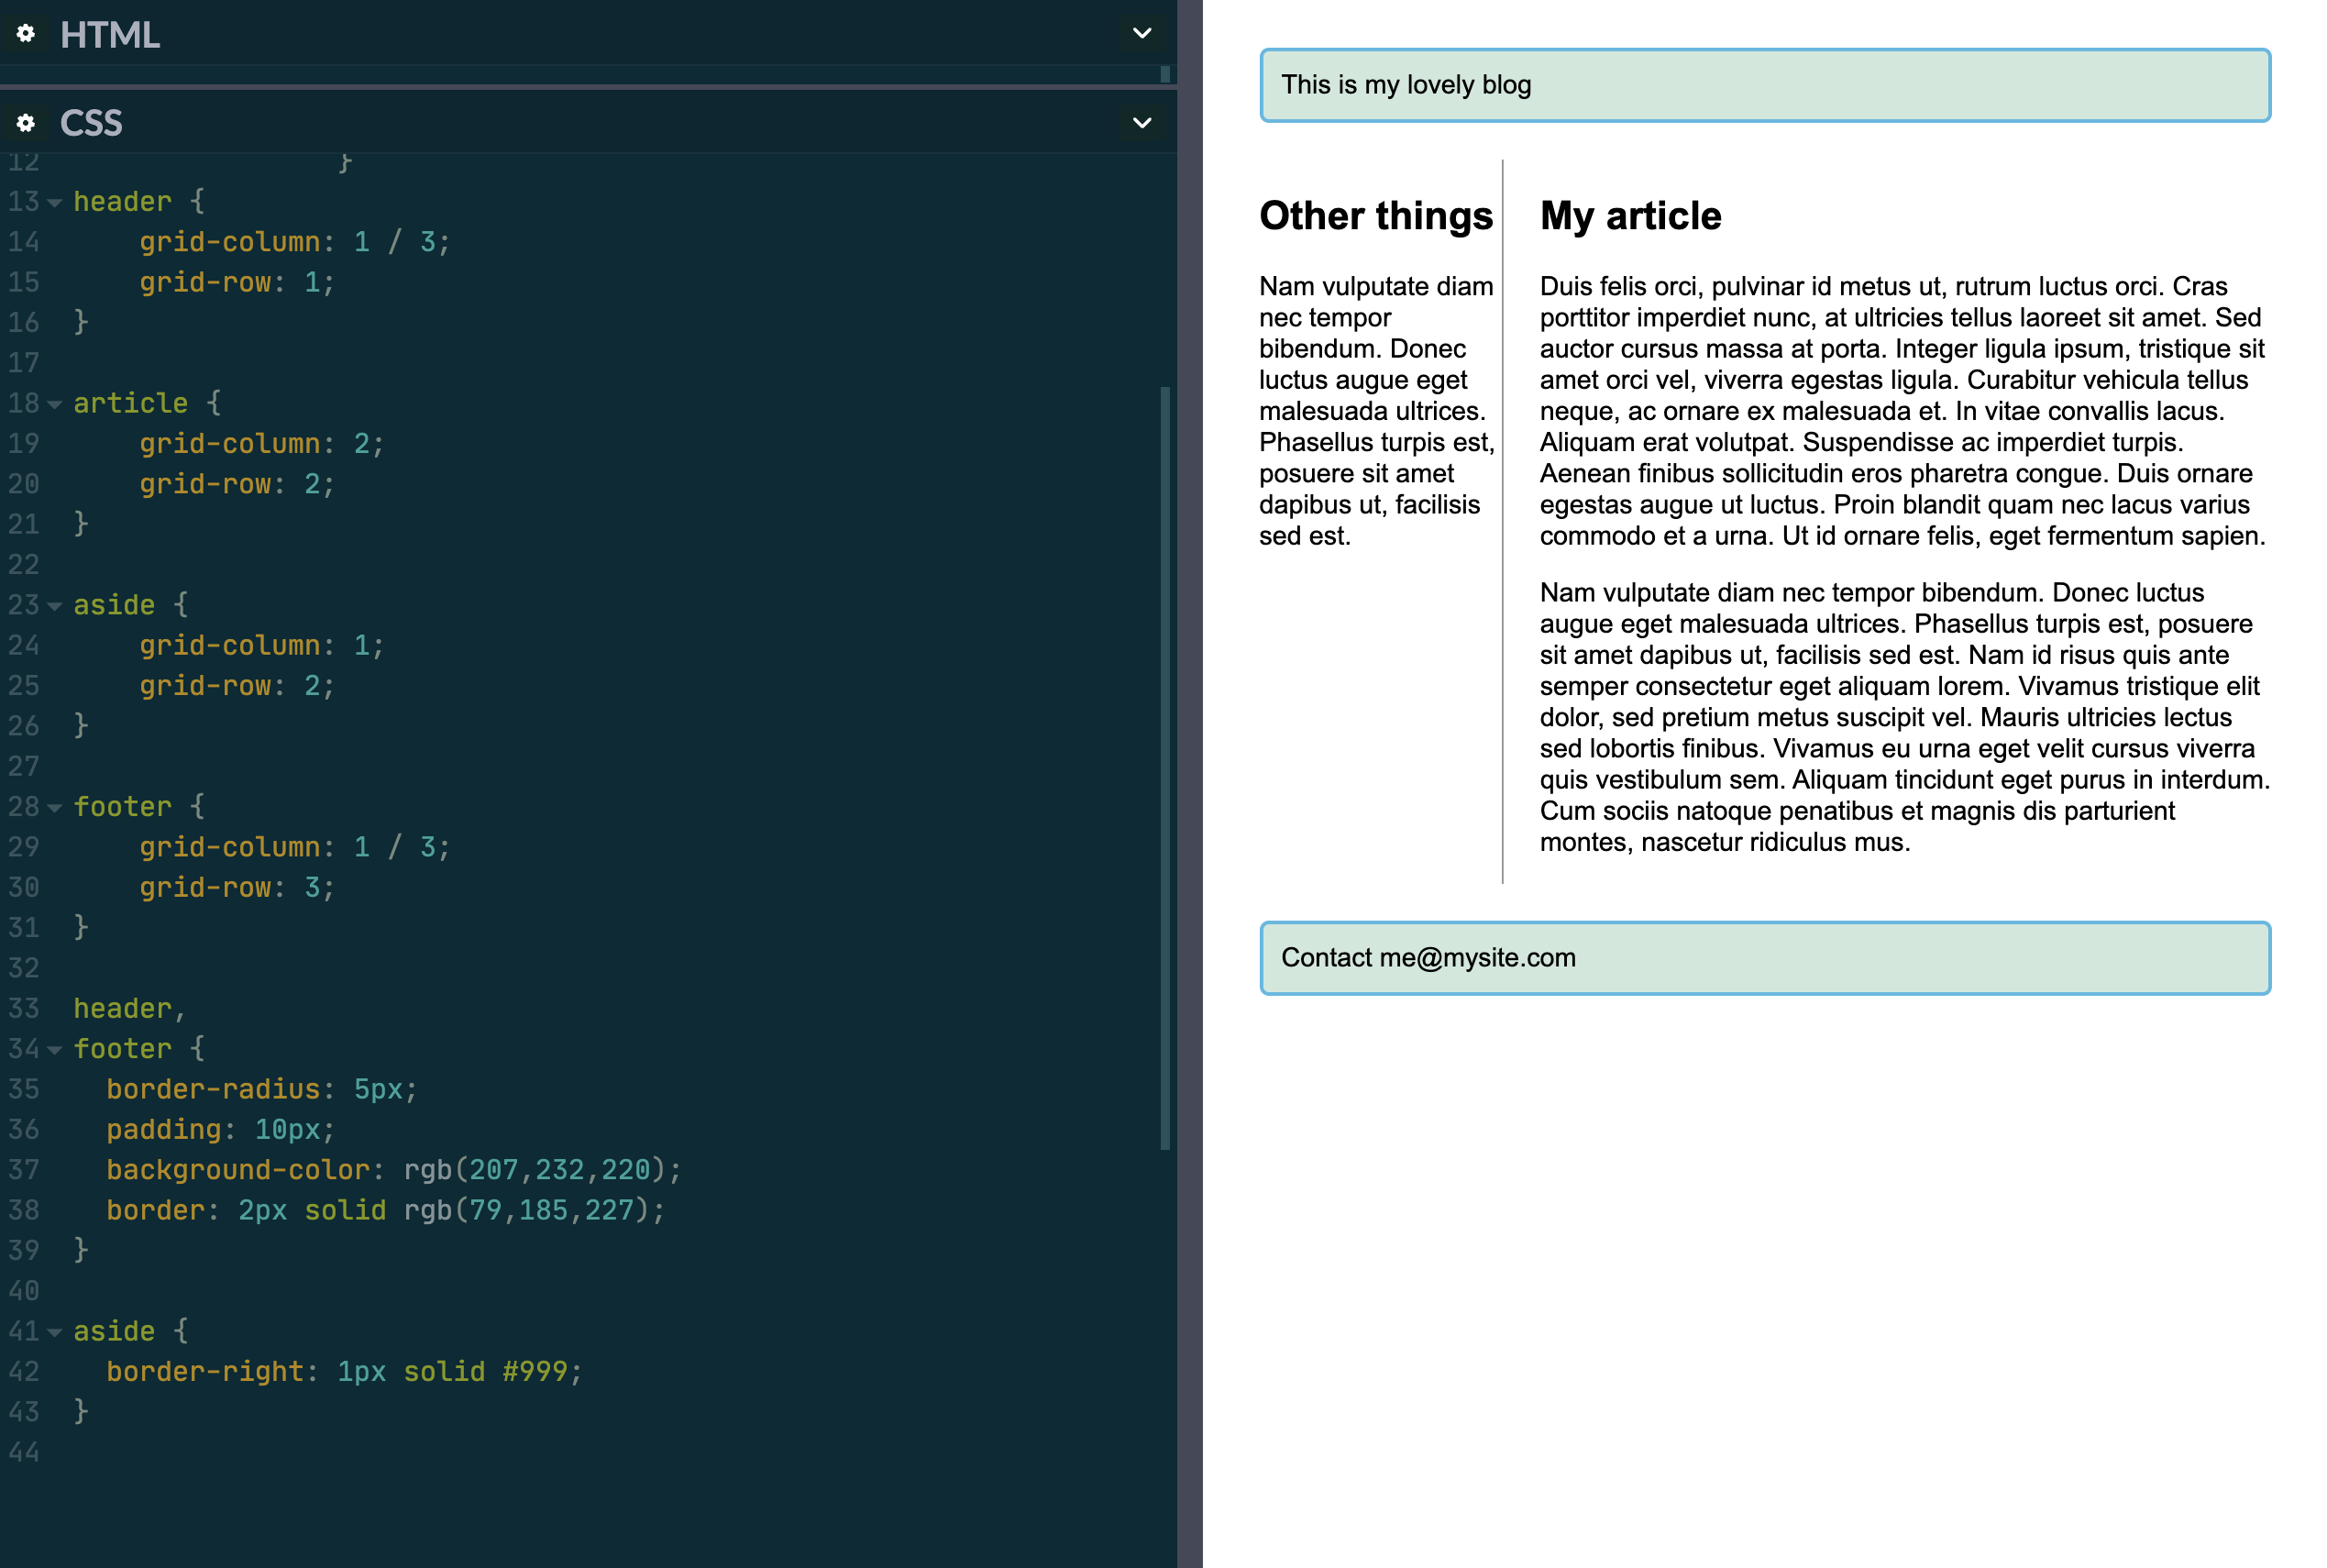 HTML
CSS
12 }
13 header {
14 grid-column: 1 / 3;
15 grid-row: 1;
16 }
17
18 article {
19 grid-column: 2;
20 grid-row: 2;
21 }
22
23 aside {
24 grid-column: 1;
25 grid-row: 2;
26 }
27
28 footer {
29 grid-column: 1 / 3;
30 grid-row: 3;
31 }
32
33 header,
34 footer {
35 border-radius: 5px;
36 padding: 10px;
37 background-color: rgb(207,232,220);
38 border: 2px solid rgb(79,185,227);
39 }
40
41 aside {
42 border-right: 1px solid #999;
43 }
44
This is my lovely blog
Other things
Nam vulputate diam
nec tempor
bibendum. Donec
luctus augue eget
malesuada ultrices.
Phasellus turpis est,
posuere sit amet
dapibus ut, facilisis
sed est.
My article
Duis felis orci, pulvinar id metus ut, rutrum luctus orci. Cras
porttitor imperdiet nunc, at ultricies tellus laoreet sit amet. Sed
auctor cursus massa at porta. Integer ligula ipsum, tristique sit
amet orci vel, viverra egestas ligula. Curabitur vehicula tellus
neque, ac ornare ex malesuada et. In vitae convallis lacus.
Aliquam erat volutpat. Suspendisse ac imperdiet turpis.
Aenean finibus sollicitudin eros pharetra congue. Duis ornare
egestas augue ut luctus. Proin blandit quam nec lacus varius
commodo et a urna. Ut id ornare felis, eget fermentum sapien.
Nam vulputate diam nec tempor bibendum. Donec luctus
augue eget malesuada ultrices. Phasellus turpis est, posuere
sit amet dapibus ut, facilisis sed est. Nam id risus quis ante
semper consectetur eget aliquam lorem. Vivamus tristique elit
dolor, sed pretium metus suscipit vel. Mauris ultricies lectus
sed lobortis finibus. Vivamus eu urna eget velit cursus viverra
quis vestibulum sem. Aliquam tincidunt eget purus in interdum.
Cum sociis natoque penatibus et magnis dis parturient
montes, nascetur ridiculus mus.
Contact me@mysite.com